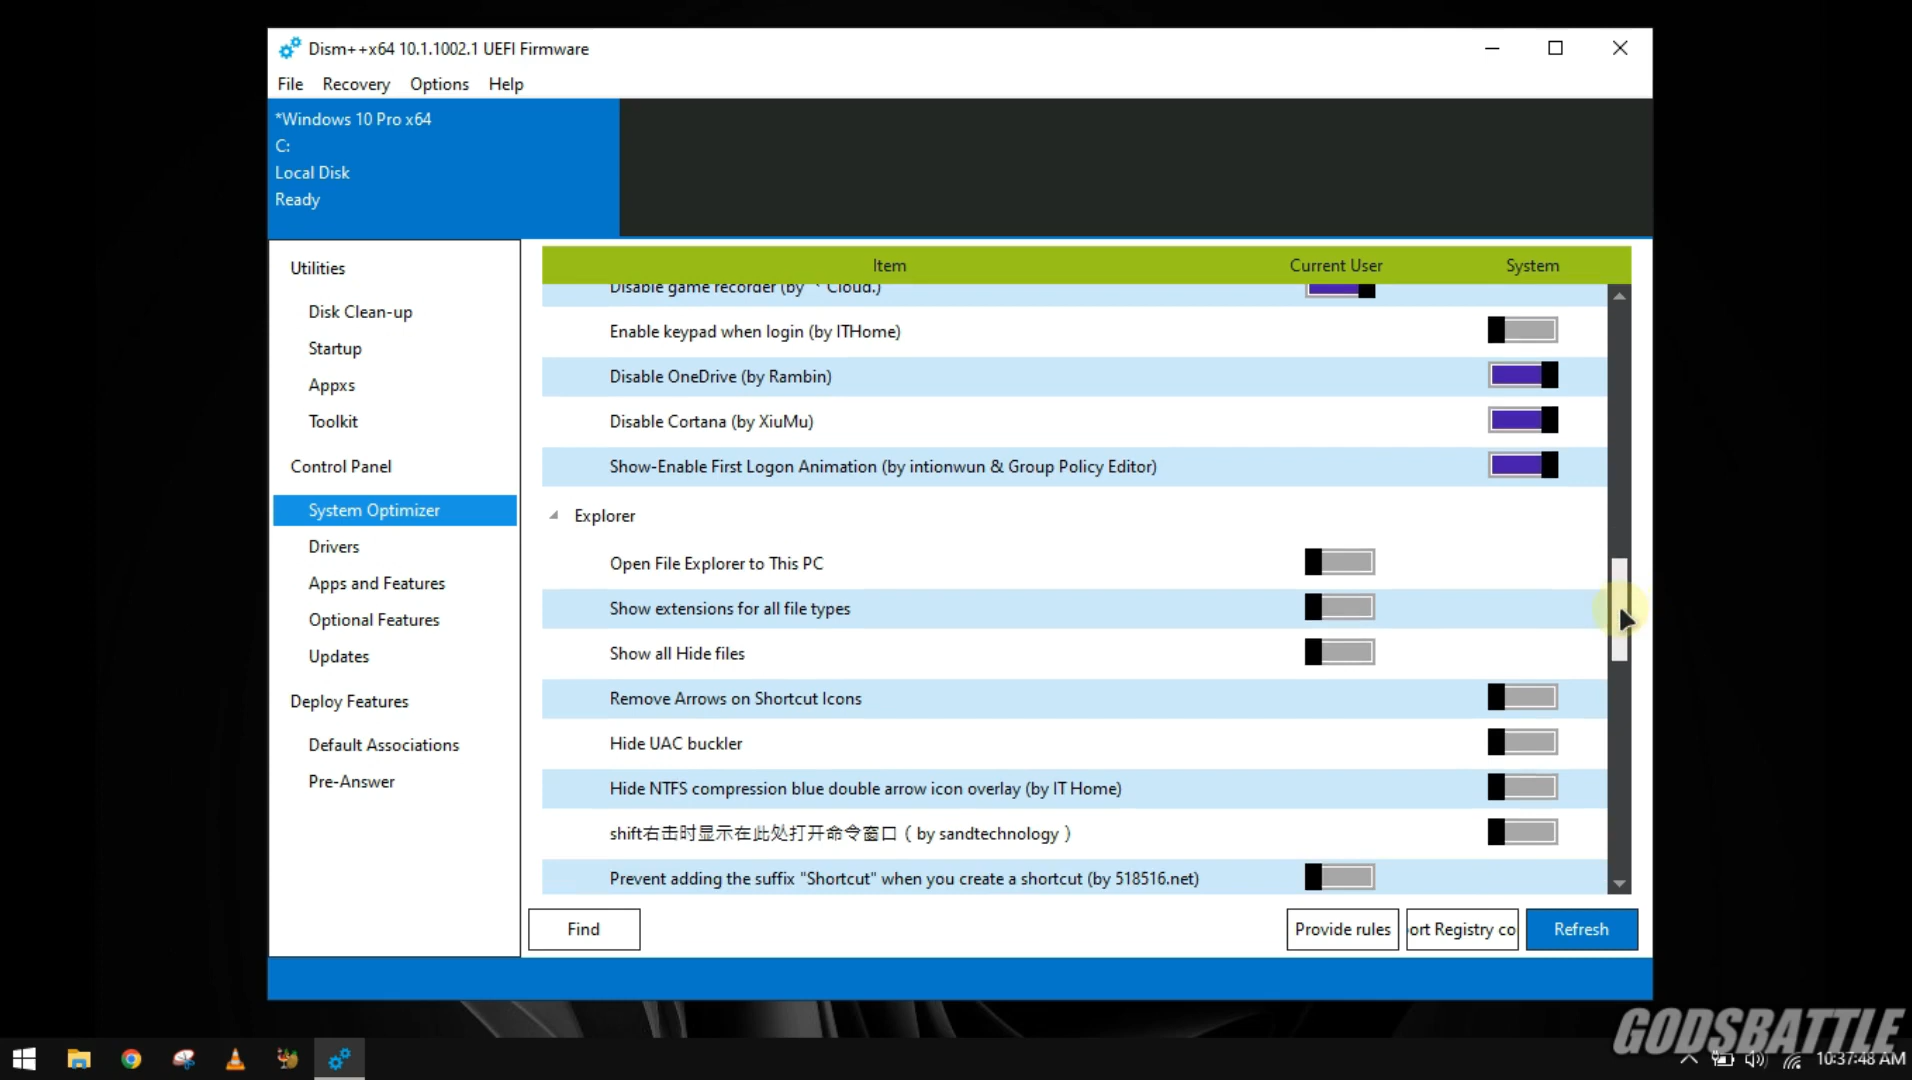 Dism++x64 10.1.1002.1 UEFI Firmware
File Recovery Options Help
*Windows 10 Pro x64
C:
Local Disk
Ready
Utilities
Disk Clean-up
Startup
Appxs
Toolkit
Control Panel
System Optimizer
Drivers
Apps and Features
Optional Features
Updates
Deploy Features
Default Associations
Pre-Answer
Item Current User System
Disable game recorder (by ` Cloud.)
Enable keypad when login (by ITHome)
Disable OneDrive (by Rambin)
Disable Cortana (by XiuMu)
Show-Enable First Logon Animation (by intionwun & Group Policy Editor)
Explorer
Open File Explorer to This PC
Show extensions for all file types
Show all Hide files
Remove Arrows on Shortcut Icons
Hide UAC buckler
Hide NTFS compression blue double arrow icon overlay (by IT Home)
shift右击时显示在此处打开命令窗口（by sandtechnology）
Prevent adding the suffix "Shortcut" when you create a shortcut (by 518516.net)
Find Provide rules ort Registry co Refresh
GODSBATTLE
10:37:48 AM